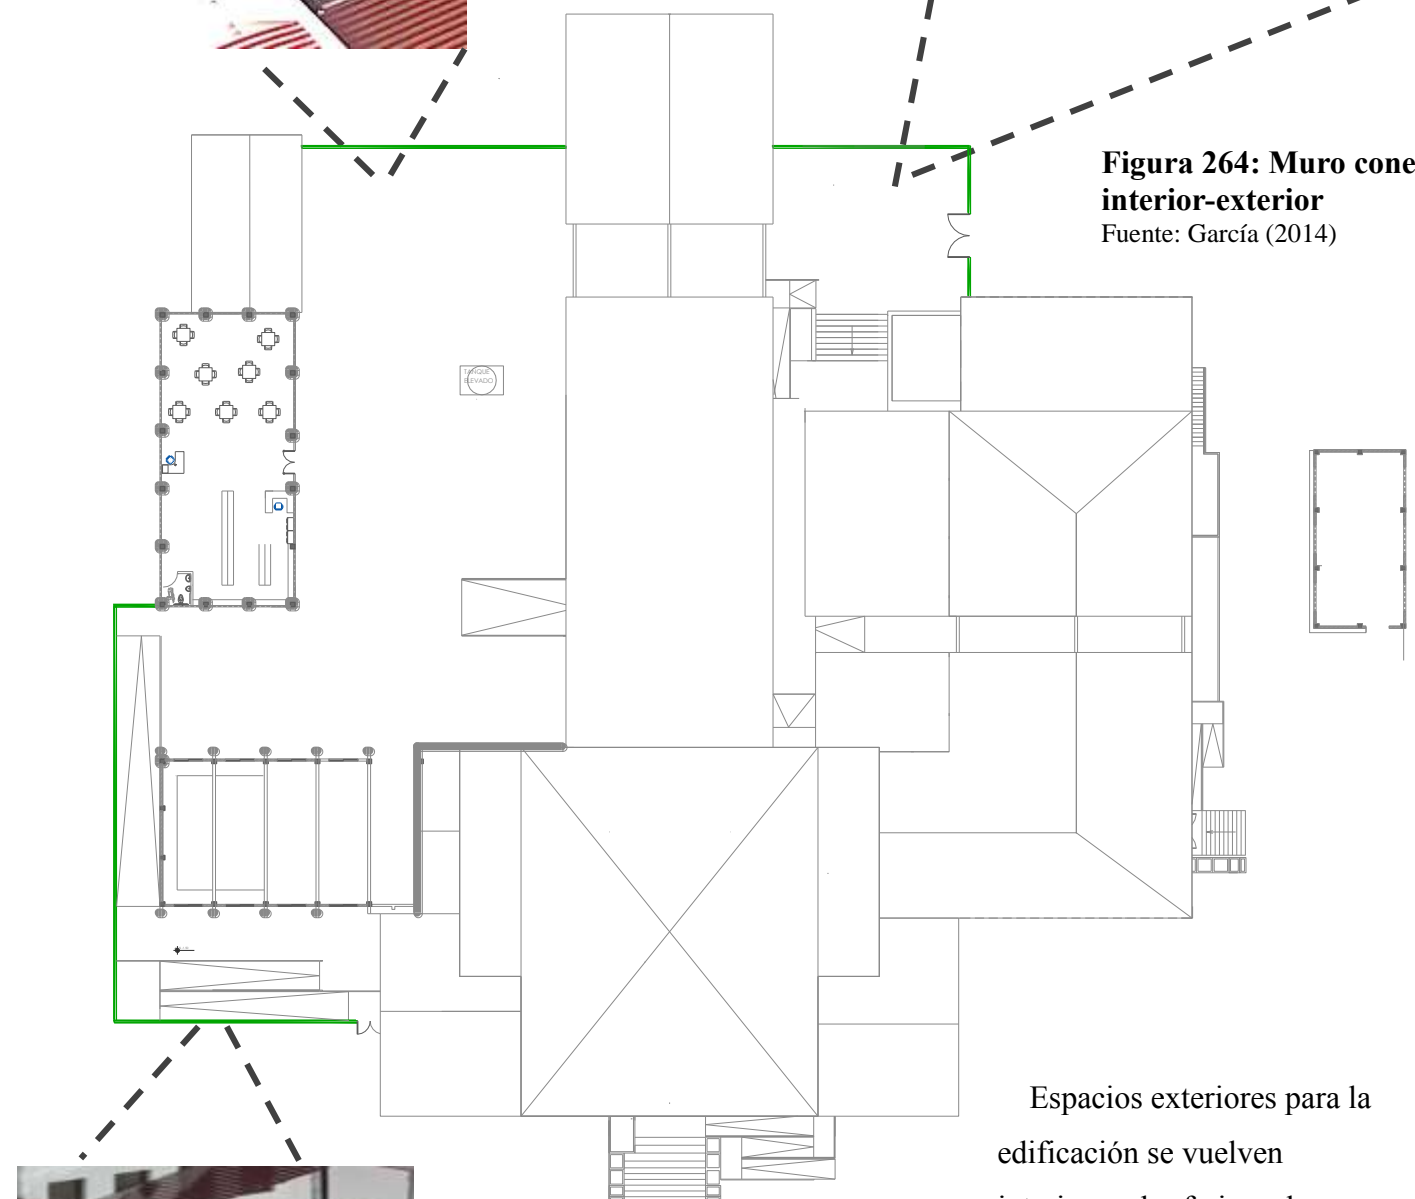 Figura 264: Muro cone
interior-exterior
Fuente: García (2014)
TANQUE
ELEVADO
Espacios exteriores para la
edificación se vuelven